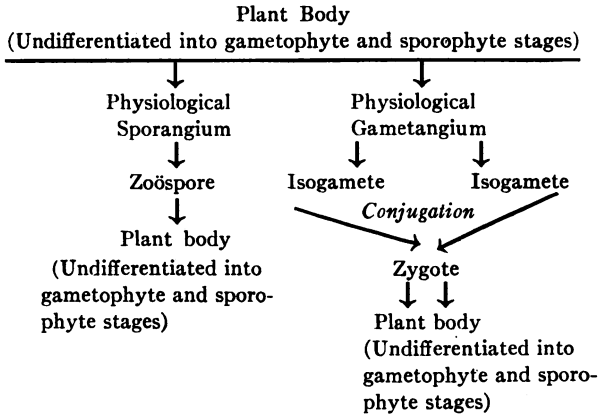 Plant Body
(Undifferentiated into gametophyte and sporophyte stages)
Physiological
Sporangium
Physiological
Gametangium
Zoöspore
Isogamete
Isogamete
Conjugation
Plant body
(Undifferentiated into
gametophyte and sporo-
phyte stages)
Zygote
Plant body
(Undifferentiated into
gametophyte and sporo-
phyte stages)